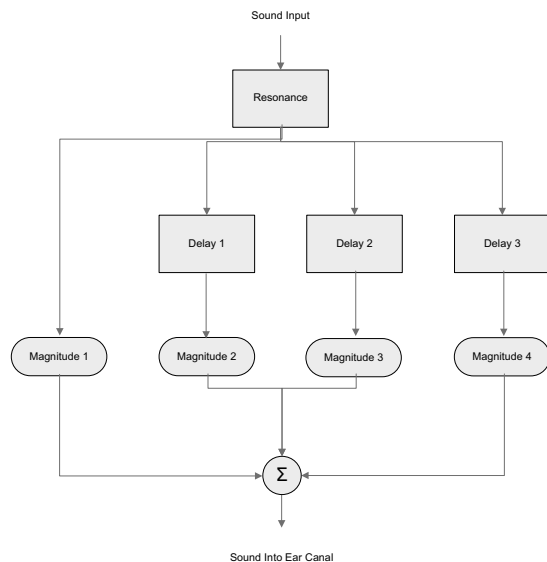 Sound Input
Resonance
Delay 1
Delay 2
Delay 3
Magnitude 1
Magnitude 2
Magnitude 3
Magnitude 4
Σ
Sound Into Ear Canal